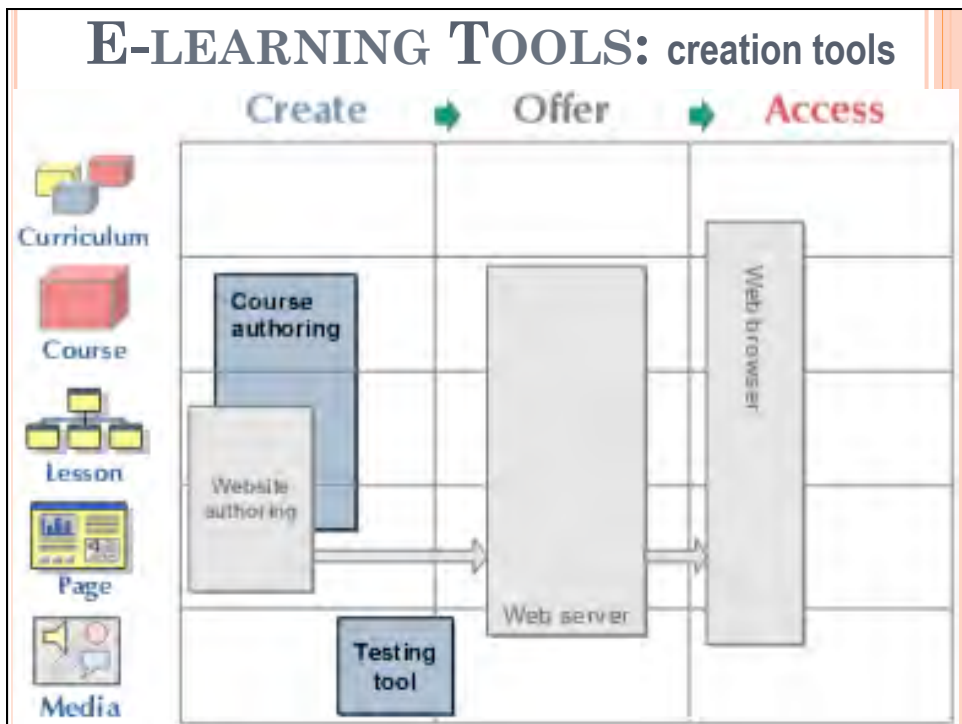 E-LEARNING TOOLS: creation tools
Create Offer Access
Curriculum
Course
Lesson
Page
Media
Course
authoring
Website
authoring
Testing
tool
Web server
Web browser